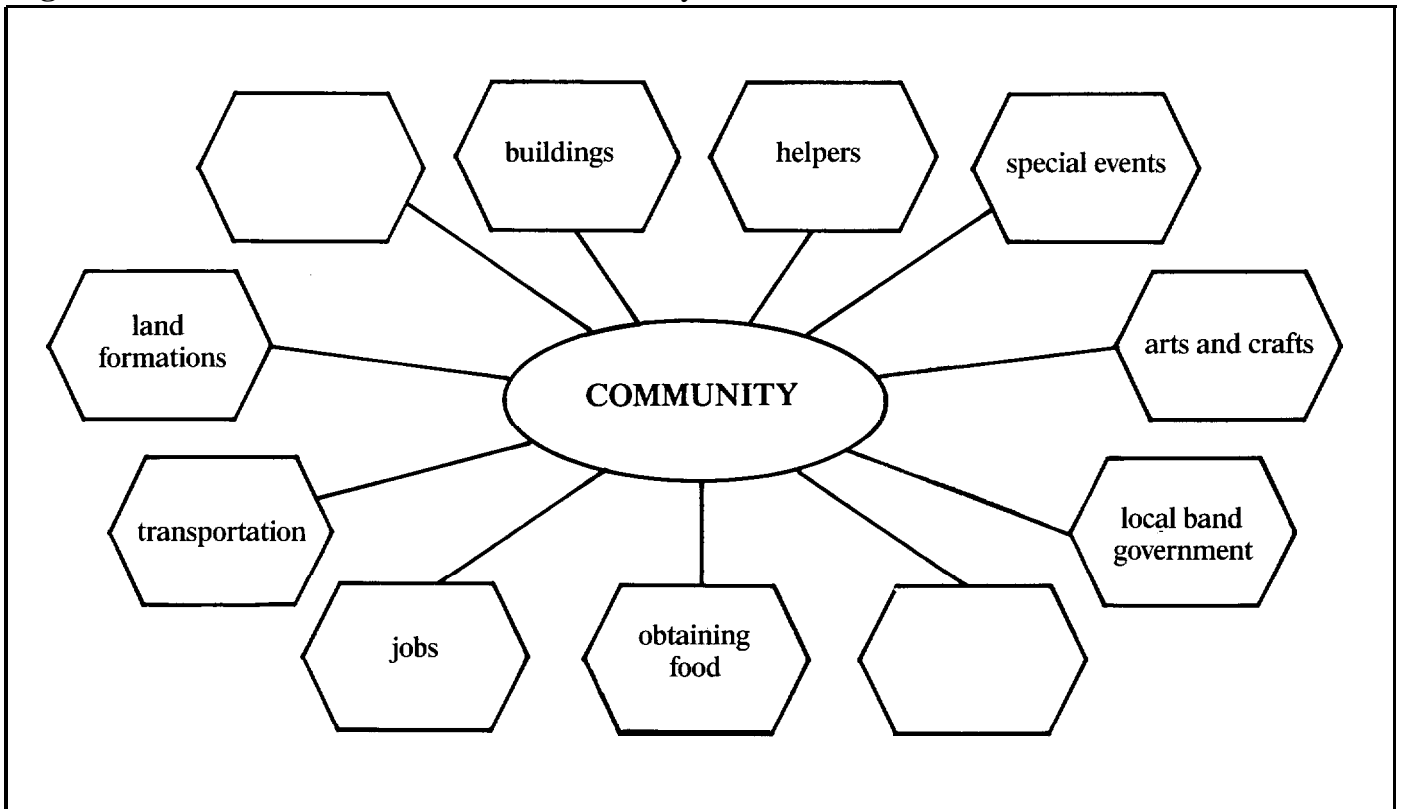 buildings
helpers
special events
land
formations
arts and crafts
COMMUNITY
transportation
local band
government
jobs
obtaining
food